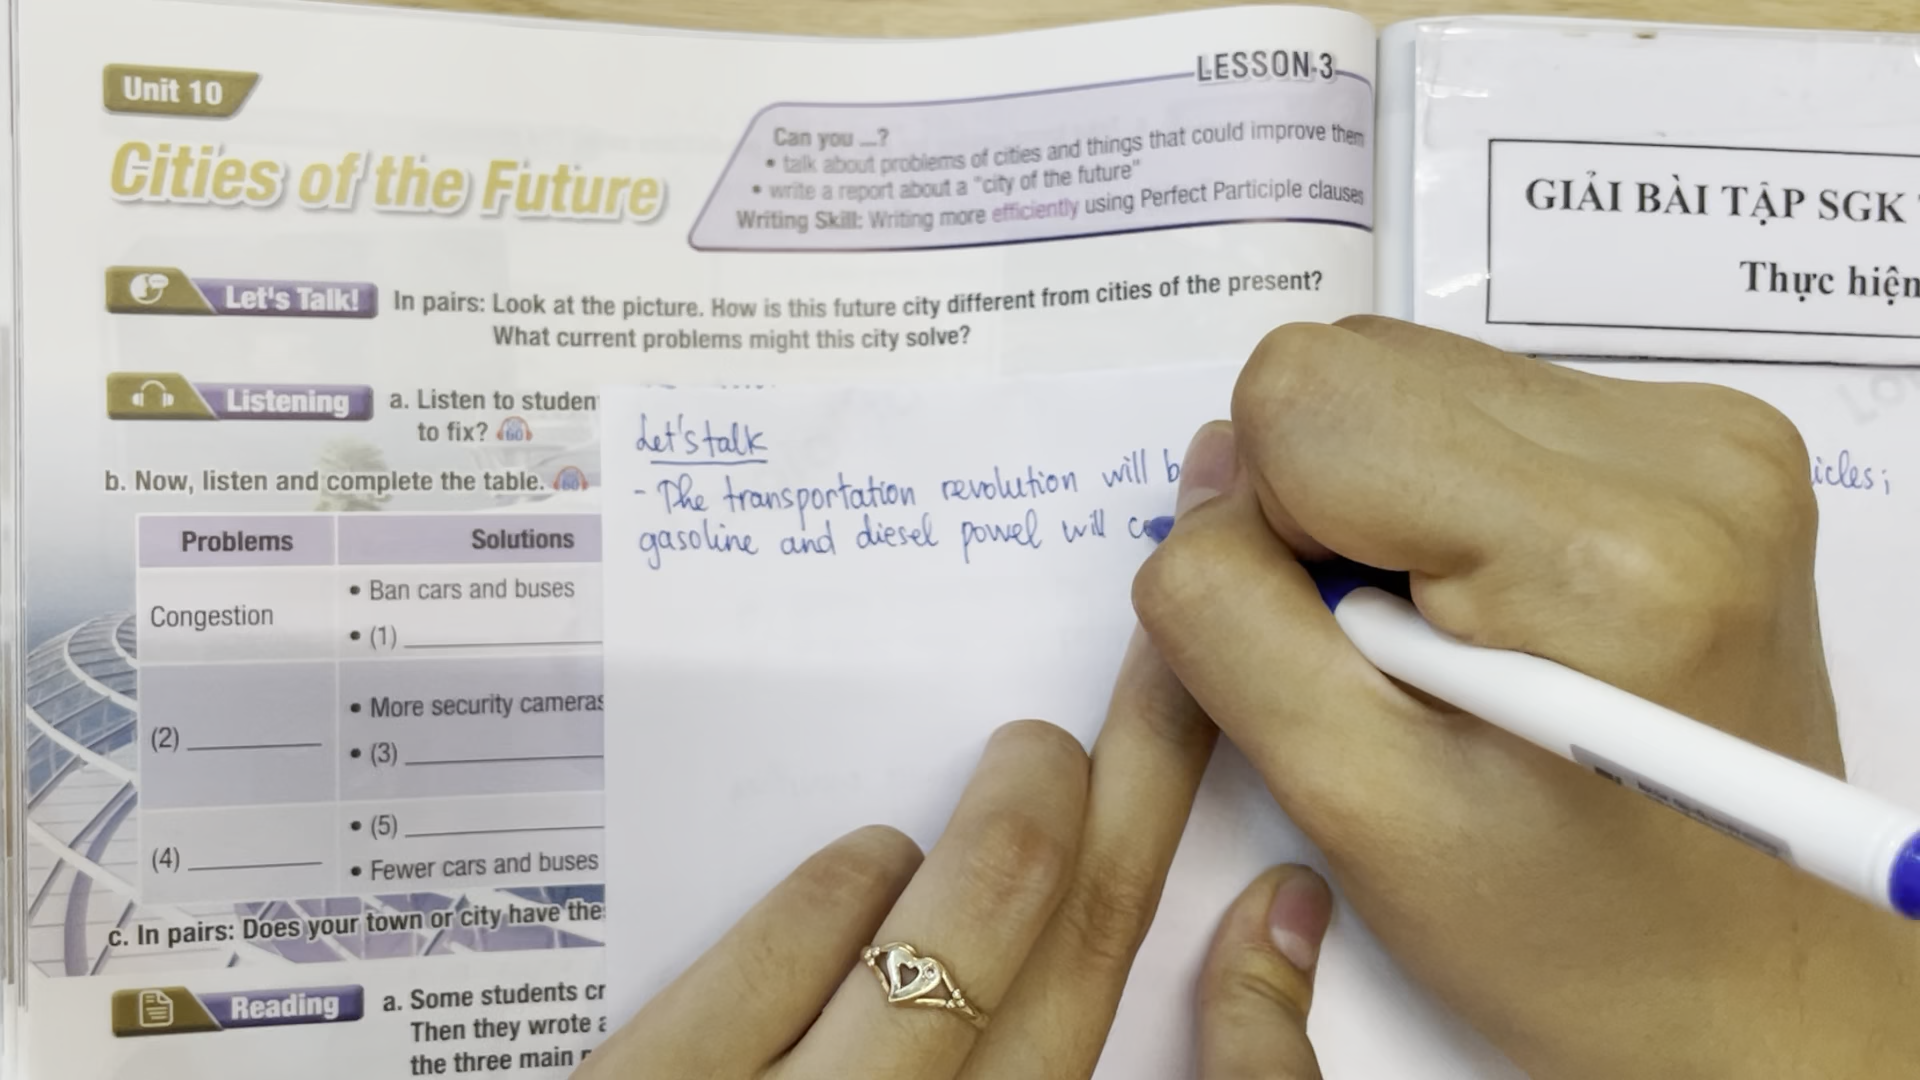 Unit 10
LESSON-3
Cities of the Future
Can you ...?
• talk about problems of cities and things that could improve them
• write a report about a "city of the future"
Writing Skill: Writing more efficiently using Perfect Participle clauses
Let's Talk!
In pairs: Look at the picture. How is this future city different from cities of the present?
What current problems might this city solve?
Listening
a. Listen to studen
to fix? 60
b. Now, listen and complete the table. 60
Problems
Solutions
Congestion
• Ban cars and buses
• (1)
(2)
• More security cameras
• (3)
(4)
• (5)
• Fewer cars and buses
c. In pairs: Does your town or city have the
Reading
a. Some students cr
Then they wrote a
the three main
Let's talk
- The transportation revolution will b icles;
gasoline and diesel powel will c
GIẢI BÀI TẬP SGK
Thực hiện